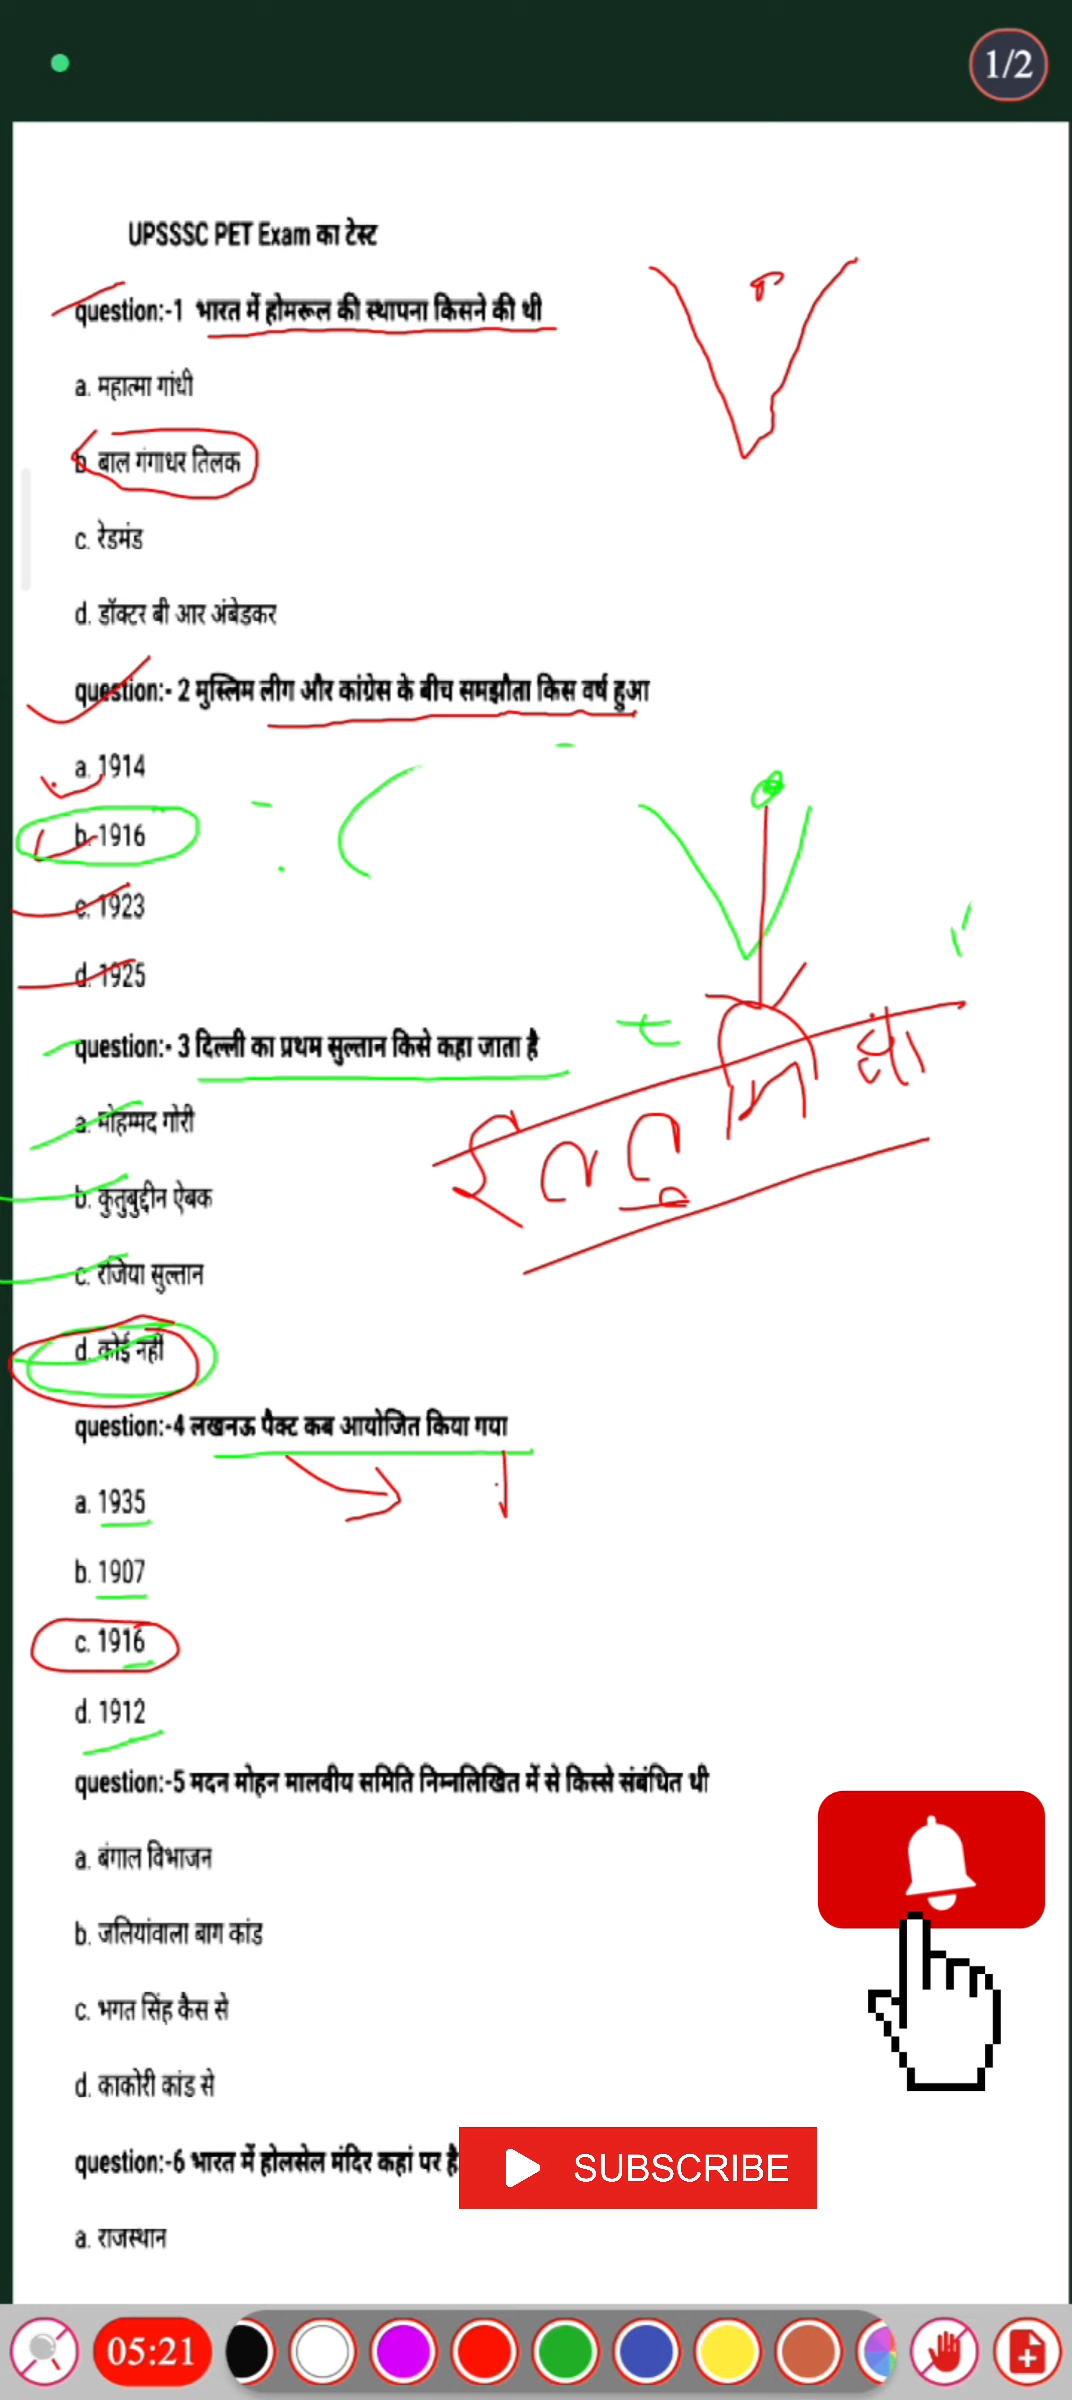 1/2
UPSSSC PET Exam का टेस्ट
question:-1 भारत में होमरूल की स्थापना किसने की थी
a. महात्मा गांधी
b. बाल गंगाधर तिलक
c. रेडमंड
d. डॉक्टर बी आर अंबेडकर
question:- 2 मुस्लिम लीग और कांग्रेस के बीच समझौता किस वर्ष हुआ
a. 1914
b. 1916
c. 1923
d. 1925
question:- 3 दिल्ली का प्रथम सुल्तान किसे कहा जाता है
a. मोहम्मद गोरी
b. कुतुबुद्दीन ऐबक
c. रजिया सुल्तान
d. कोई नहीं
question:-4 लखनऊ पैक्ट कब आयोजित किया गया
a. 1935
b. 1907
c. 1916
d. 1912
question:-5 मदन मोहन मालवीय समिति निम्नलिखित में से किस्से संबंधित थी
a. बंगाल विभाजन
b. जलियांवाला बाग कांड
c. भगत सिंह कैस से
d. काकोरी कांड से
question:-6 भारत में होलसेल मंदिर कहां पर है
SUBSCRIBE
a. राजस्थान
05:21